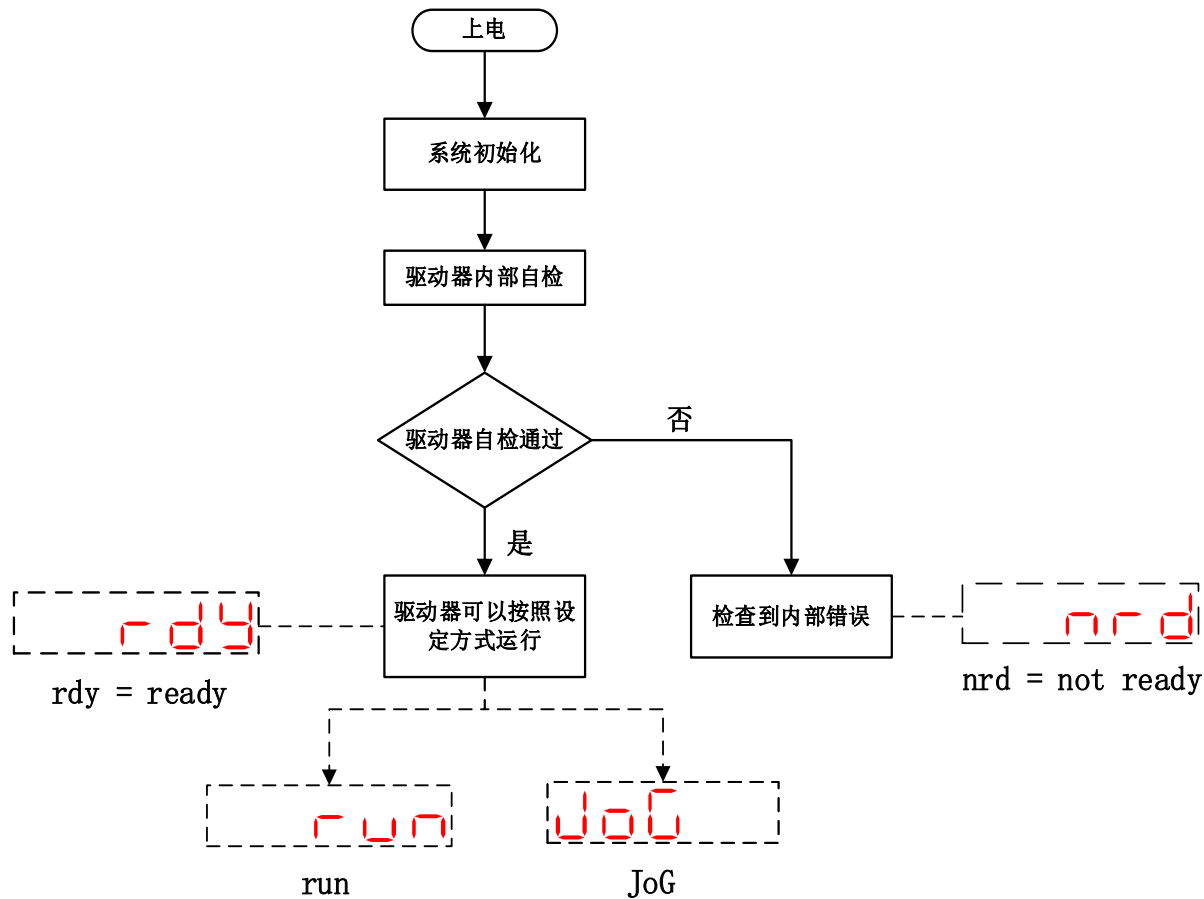 上电
系统初始化
驱动器内部自检
驱动器自检通过
否
是
驱动器可以按照设
定方式运行
检查到内部错误
rdy
nrd
rdy = ready
nrd = not ready
run
JoG
run
JoG